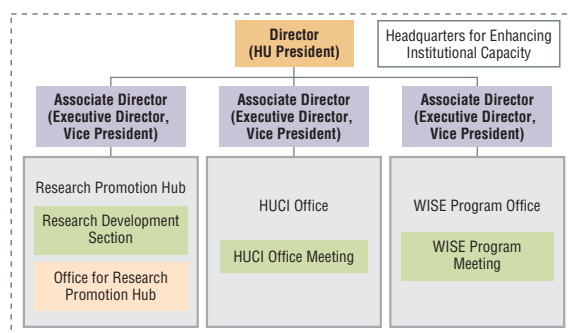 Director
(HU President)
Headquarters for Enhancing
Institutional Capacity
Associate Director
(Executive Director,
Vice President)
Associate Director
(Executive Director,
Vice President)
Associate Director
(Executive Director,
Vice President)
Research Promotion Hub
Research Development
Section
Office for Research
Promotion Hub
HUCI Office
HUCI Office Meeting
WISE Program Office
WISE Program
Meeting